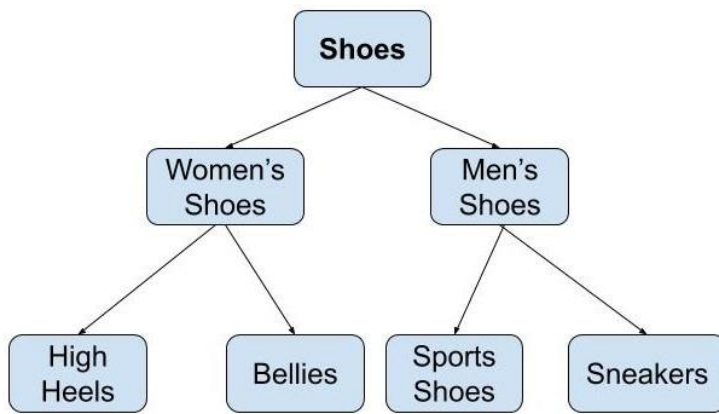 Shoes
Women's
Shoes
Men's
Shoes
High
Heels
Bellies
Sports
Shoes
Sneakers